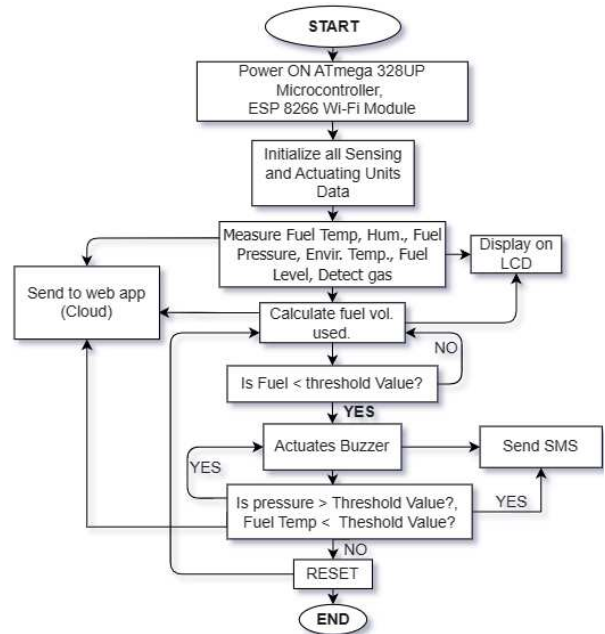 START
Power ON ATmega 328UP
Microcontroller,
ESP 8266 Wi-Fi Module
Initialize all Sensing
and Actuating Units
Data
Measure Fuel Temp, Hum., Fuel
Pressure, Envir. Temp., Fuel
Level, Detect gas
Display on
LCD
Send to web app
(Cloud)
Calculate fuel vol.
used.
NO
Is Fuel < threshold Value?
YES
Actuates Buzzer
Send SMS
YES
Is pressure > Threshold Value?,
Fuel Temp < Theshold Value?
YES
NO
RESET
END